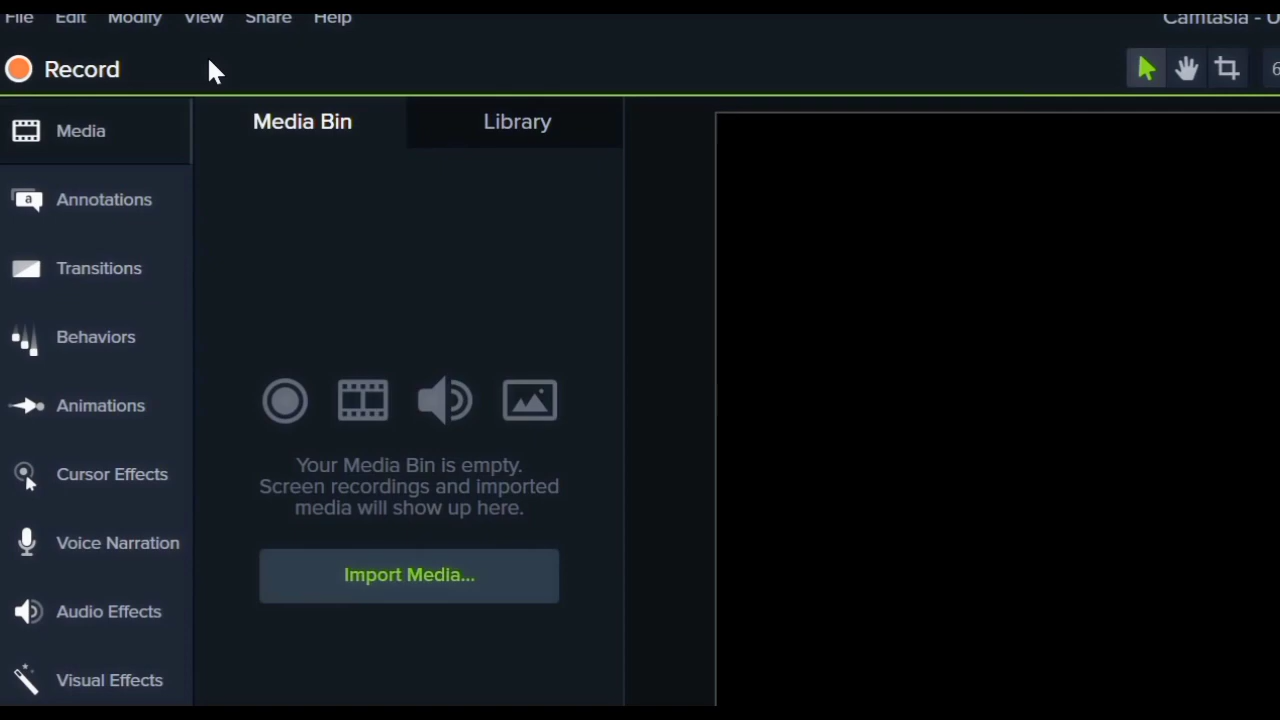 File Edit Modify View Share Help
Camtasia - U
Record
6
Media
Media Bin
Library
Annotations
Transitions
Behaviors
Animations
Cursor Effects
Voice Narration
Audio Effects
Visual Effects
Your Media Bin is empty.
Screen recordings and imported
media will show up here.
Import Media...